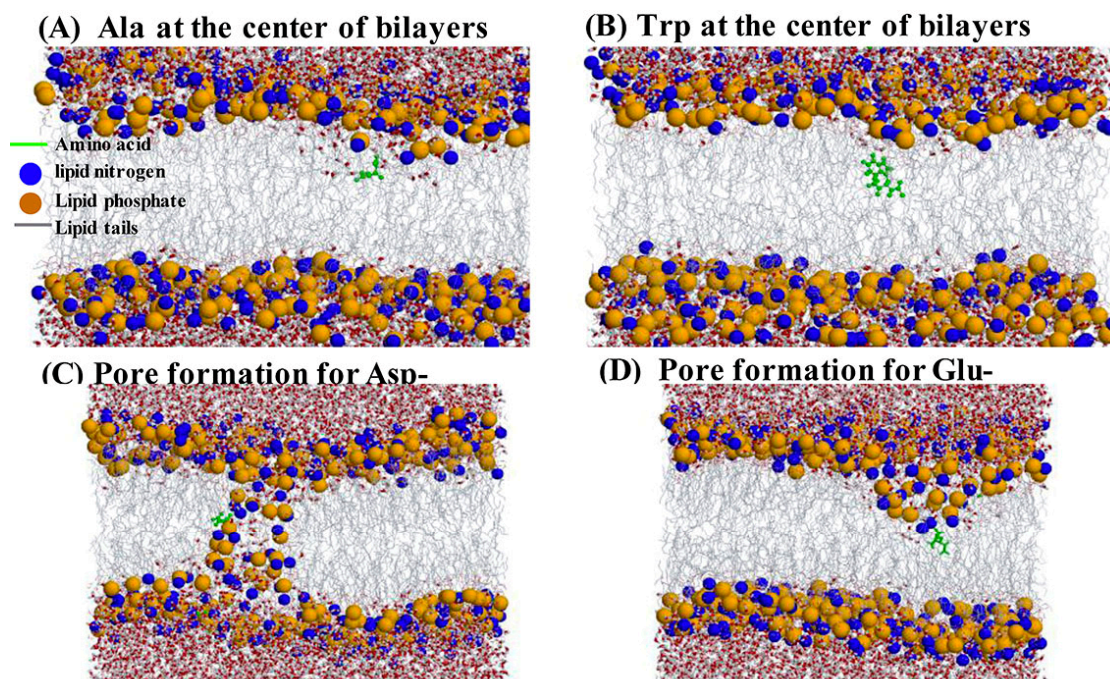 (A) Ala at the center of bilayers
(B) Trp at the center of bilayers
Amino acid
lipid nitrogen
Lipid phosphate
Lipid tails
(C) Pore formation for Asp-
(D) Pore formation for Glu-